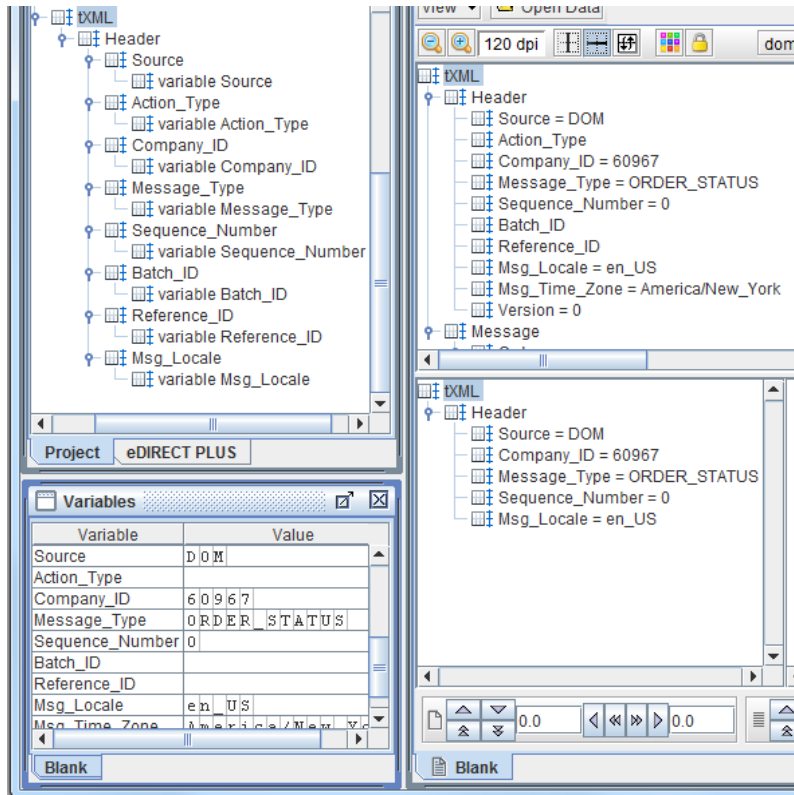 tXML
Header
Source
variable Source
Action_Type
variable Action_Type
Company_ID
variable Company_ID
Message_Type
variable Message_Type
Sequence_Number
variable Sequence_Number
Batch_ID
variable Batch_ID
Reference_ID
variable Reference_ID
Msg_Locale
variable Msg_Locale
Project eDIRECT PLUS
Variables
Variable Value
Source DOM
Action_Type
Company_ID 60967
Message_Type ORDER_STATUS
Sequence_Number 0
Batch_ID
Reference_ID
Msg_Locale en_US
Msg_Time_Zone America/New_Yo
Blank
View Open Data
120 dpi dom
tXML
Header
Source = DOM
Action_Type
Company_ID = 60967
Message_Type = ORDER_STATUS
Sequence_Number = 0
Batch_ID
Reference_ID
Msg_Locale = en_US
Msg_Time_Zone = America/New_York
Version = 0
Message
tXML
Header
Source = DOM
Company_ID = 60967
Message_Type = ORDER_STATUS
Sequence_Number = 0
Msg_Locale = en_US
0.0 0.0
Blank